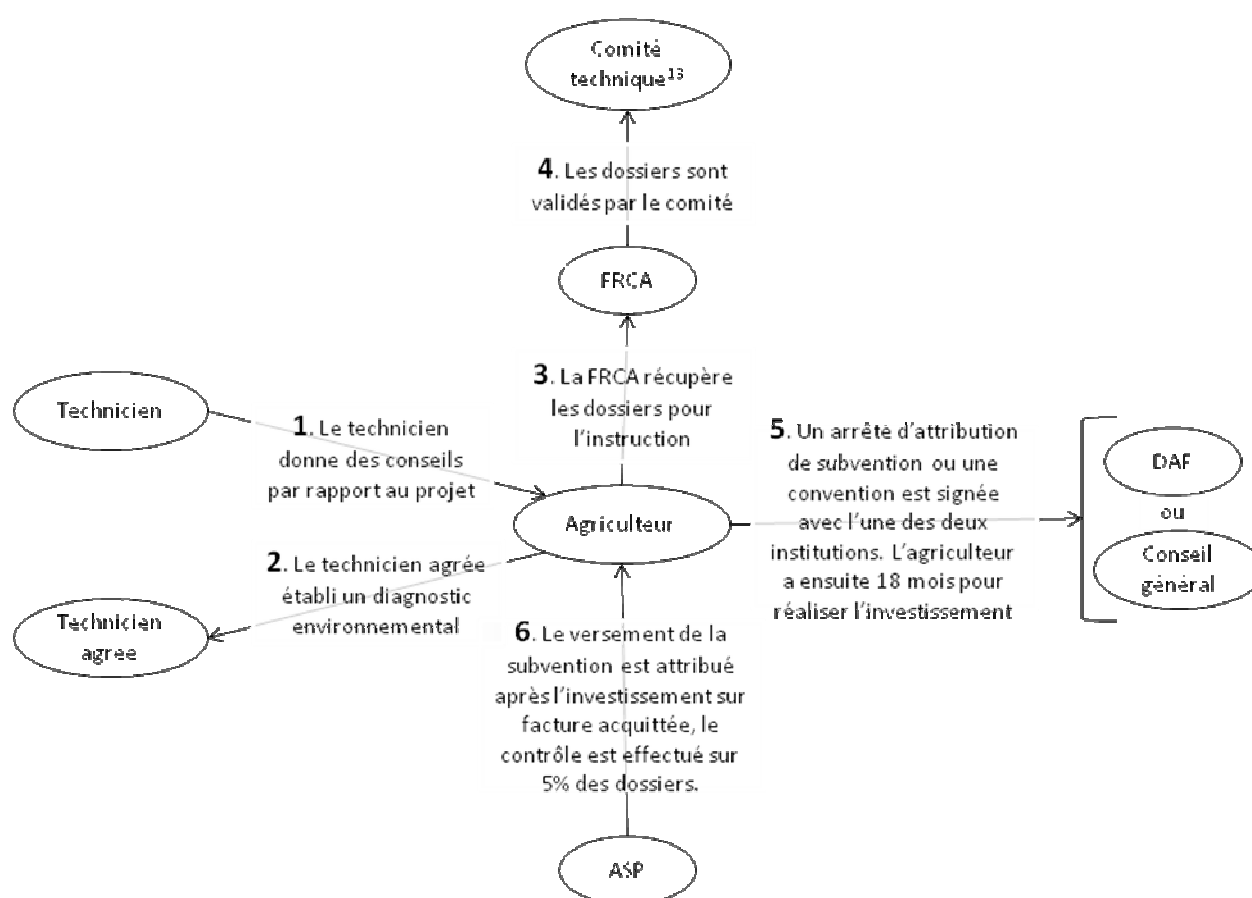 Comité
technique¹³
4. Les dossiers sont
validés par le comité
FRCA
3. La FRCA récupère
les dossiers pour
l'instruction
Technicien
1. Le technicien
donne des conseils
par rapport au projet
Agriculteur
2. Le technicien agrée
établi un diagnostic
environnemental
Technicien
agree
5. Un arrête d'attribution
de subvention ou une
convention est signée
avec l'une des deux
institutions. L'agriculteur
a ensuite 18 mois pour
réaliser l'investissement
DAF
ou
Conseil
général
6. Le versement de la
subvention est attribué
après l'investissement sur
facture acquittée, le
contrôle est effectué sur
5% des dossiers.
ASP